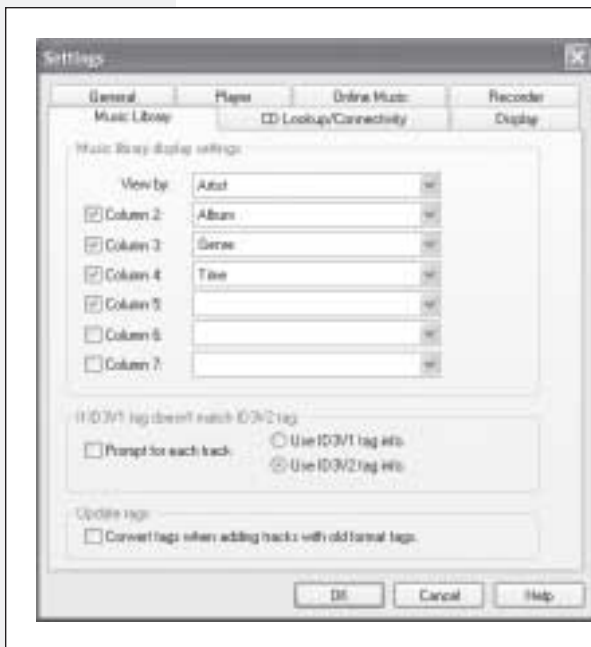 Settings
General Player Online Music Recorder
Music Library CD Lookup/Connectivity Display
Music library display settings
View by: Artist
Column 2: Album
Column 3: Genre
Column 4: Time
Column 5:
Column 6:
Column 7:
If ID3V1 tag doesn't match ID3V2 tag
Prompt for each track
Use ID3V1 tag info
Use ID3V2 tag info
Update tags
Convert tags when adding tracks with old format tags.
OK Cancel Help